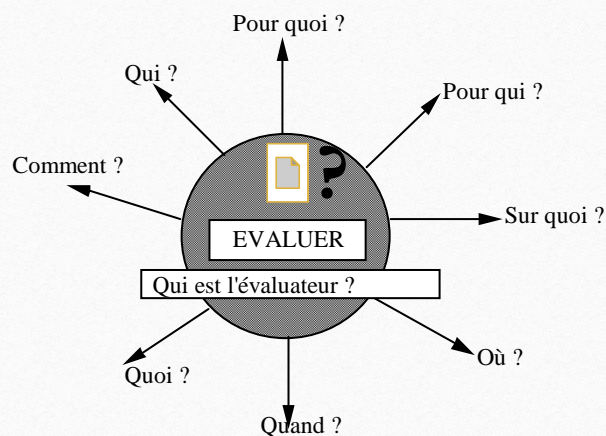 Pour quoi ?
Qui ?
Pour qui ?
Comment ?
?
Sur quoi ?
EVALUER
Qui est l'évaluateur ?
Où ?
Quoi ?
Quand ?